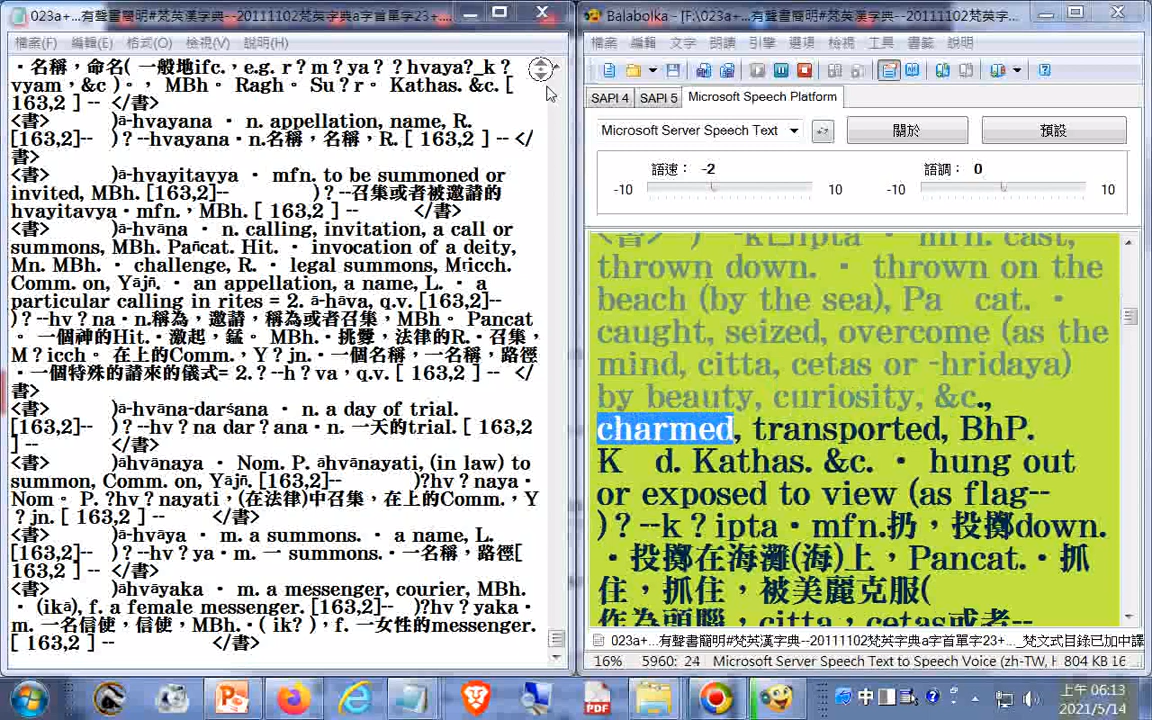 023a+...有聲書簡明#梵英漢字典--20111102梵英字典a字首單字23+....
檔案(F) 編輯(E) 格式(O) 檢視(V) 說明(H)
‧名稱，命名( 一般地ifc.，e.g. r？m？ya？？hvaya?_k？
vyam，&c )。， MBh。Ragh。Su？r。Kathas. &c. [
163,2 ] -- </書>
<書> )ā-hvayana ‧ n. appellation, name, R.
[163,2]-- )？--hvayana‧n.名稱，名稱，R. [ 163,2 ] -- </
書>
<書> )ā-hvayitavya ‧ mfn. to be summoned or
invited, MBh. [163,2]-- )？--召集或者被邀請的
hvayitavya‧mfn.，MBh. [ 163,2 ] -- </書>
<書> )ā-hvāna ‧ n. calling, invitation, a call or
summons, MBh. Pañcat. Hit. ‧ invocation of a deity,
Mn. MBh. ‧ challenge, R. ‧ legal summons, Mṛicch.
Comm. on, Yājñ. ‧ an appellation, a name, L. ‧ a
particular calling in rites = 2. ā-hāva, q.v. [163,2]--
)？--hv？na‧n.稱為，邀請，稱為或者召集，MBh。Pancat
。一個神的Hit.‧激起，錳。 MBh.‧挑釁，法律的R.‧召集，
M？icch。 在上的Comm.，Y？jn.‧一個名稱，一名稱，路徑
‧一個特殊的請來的儀式= 2.？--h？va，q.v. [ 163,2 ] -- </
書>
<書> )ā-hvāna-darśana ‧ n. a day of trial.
[163,2]-- )？--hv？na dar？ana‧n. 一天的trial. [ 163,2
] -- </書>
<書> )āhvānaya ‧ Nom. P. āhvānayati, (in law) to
summon, Comm. on, Yājñ. [163,2]-- )?hv？naya‧
Nom。 P. ?hv？nayati，(在法律)中召集，在上的Comm.，Y
？jn. [ 163,2 ] -- </書>
<書> )ā-hvāya ‧ m. a summons. ‧ a name, L.
[163,2]-- )？--hv？ya‧m. 一 summons.‧一名稱，路徑[
163,2 ] -- </書>
<書> )āhvāyaka ‧ m. a messenger, courier, MBh.
‧ (ikā), f. a female messenger. [163,2]-- )?hv？yaka‧
m. 一名信使，信使，MBh.‧( ik？)，f. 一女性的messenger.
[ 163,2 ] -- </書>
Balabolka - [F:\023a+...有聲書簡明#梵英漢字典--20111102梵英字...
檔案 編輯 文字 朗讀 引擎 選項 檢視 工具 書籤 說明
SAPI 4 SAPI 5 Microsoft Speech Platform
Microsoft Server Speech Text 關於 預設
語速： -2 語調： 0
-10 10 -10 10
<書> ) -k ipta ‧ mfn. cast,
thrown down. ‧ thrown on the
beach (by the sea), Pa cat. ‧
caught, seized, overcome (as the
mind, citta, cetas or -hridaya)
by beauty, curiosity, &c.,
charmed, transported, BhP.
K d. Kathas. &c. ‧ hung out
or exposed to view (as flag--
)？--k？ipta‧mfn.扔，投擲down.
‧投擲在海灘(海)上，Pancat.‧抓
住，抓住，被美麗克服(
作為頭腦，citta，cetas或者--
023a+...有聲書簡明#梵英漢字典--20111102梵英字典a字首單字23+..._梵文式目錄已加中譯
16% 5960: 24 Microsoft Server Speech Text to Speech Voice (zh-TW, H 804 KB 16
中
上午 06:13
2021/5/14